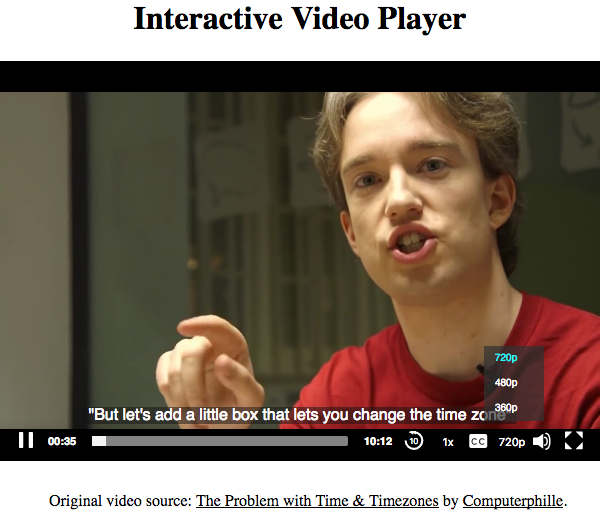 Interactive Video Player
720p
480p
360p
"But let's add a little box that lets you change the time zone"
00:35 10:12 10 1x CC 720p
Original video source: The Problem with Time & Timezones by Computerphille.